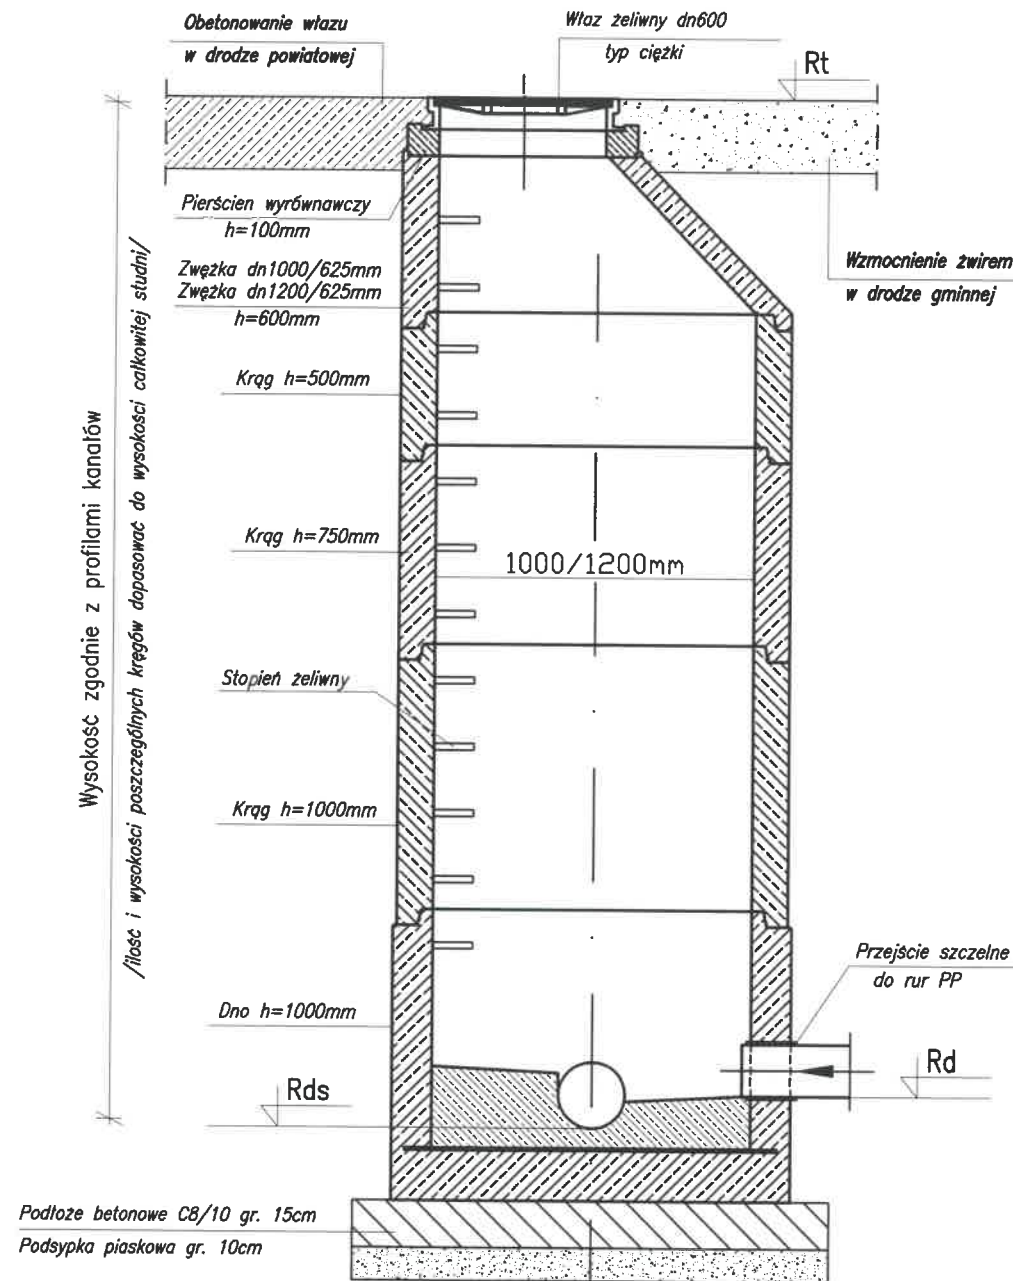 Obetonowanie włazu
w drodze powiatowej
Właz żeliwny dn600
typ ciężki
Rt
Pierścien wyrównawczy
h=100mm
Zwężka dn1000/625mm
Zwężka dn1200/625mm
h=600mm
Wzmocnienie żwirem
w drodze gminnej
Krąg h=500mm
Krąg h=750mm
1000/1200mm
Stopień żeliwny
Krąg h=1000mm
Wysokość zgodnie z profilami kanałów
/ilość i wysokości poszczególnych kręgów dopasować do wysokości całkowitej studni/
Przejście szczelne
do rur PP
Dno h=1000mm
Rd
Rds
Podłoże betonowe C8/10 gr. 15cm
Podsypka piaskowa gr. 10cm